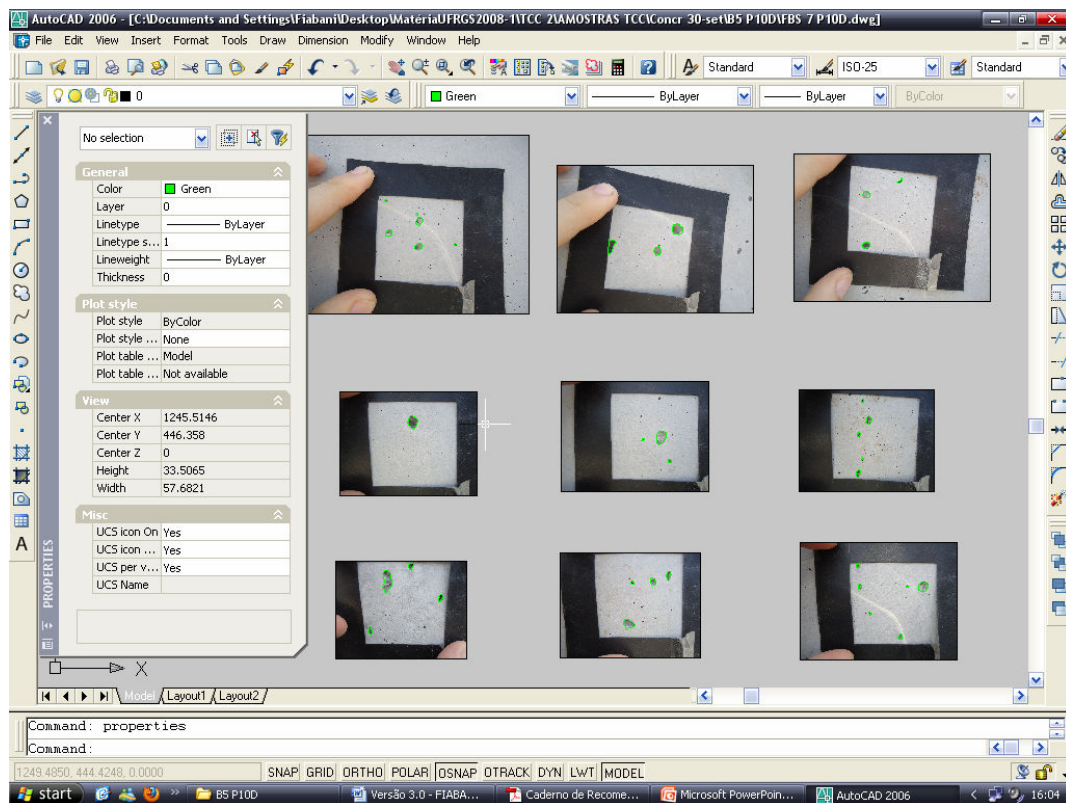 AutoCAD 2006 - [C:\Documents and Settings\Fiabani\Desktop\MatériaUFRGS2008-1\TCC 2\AMOSTRAS TCC\Concr 30-set\B5 P10D\FBS 7 P10D.dwg]
File Edit View Insert Format Tools Draw Dimension Modify Window Help
Standard ISO-25 Standard
0 Green ByLayer ByLayer ByColor
No selection
General
Color Green
Layer 0
Linetype ByLayer
Linetype s... 1
Lineweight ByLayer
Thickness 0
Plot style
Plot style ByColor
Plot style ... None
Plot table ... Model
Plot table ... Not available
View
Center X 1245.5146
Center Y 446.358
Center Z 0
Height 33.5065
Width 57.6821
Misc
UCS icon On Yes
UCS icon ... Yes
UCS per v... Yes
UCS Name
PROPERTIES
A
X
Model Layout1 Layout2
Command: properties
Command:
1249.4850, 444.4248, 0.0000 SNAP GRID ORTHO POLAR OSNAP OTRACK DYN LWT MODEL
start B5 P10D Versão 3.0 - FIABA... Caderno de Recome... Microsoft PowerPoin... AutoCAD 2006 16:04